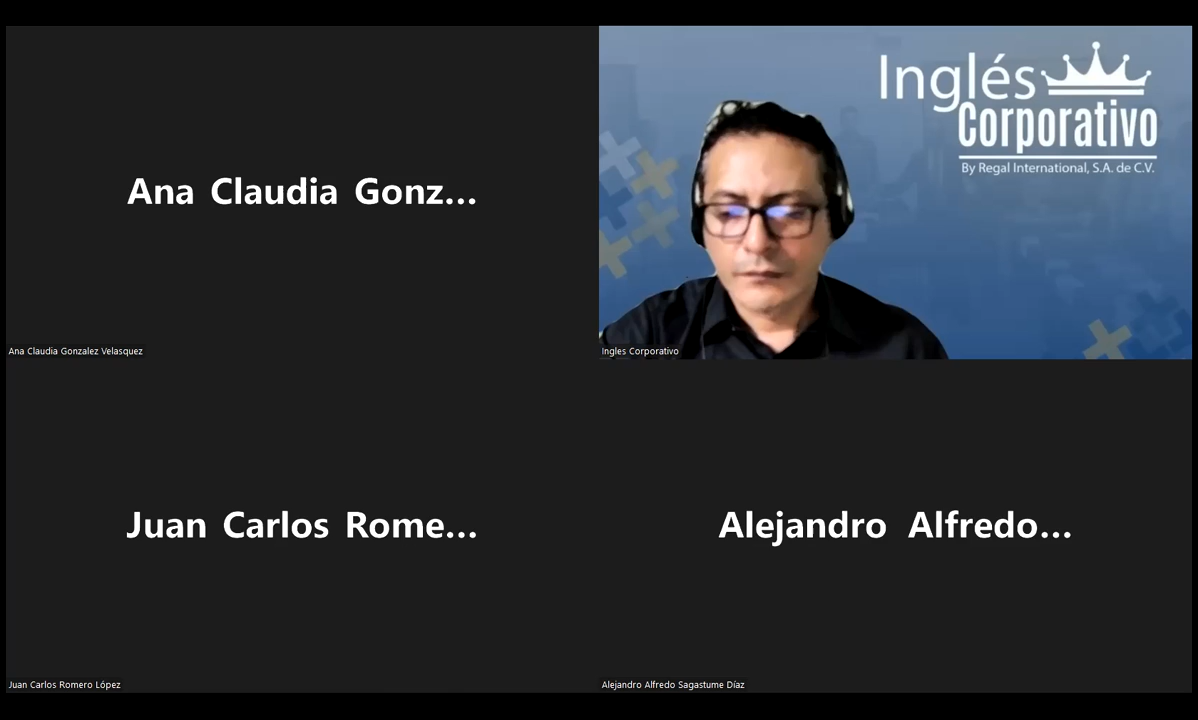 Ana Claudia Gonz...
Ana Claudia Gonzalez Velasquez
Inglés
Corporativo
By Regal International, S.A. de C.V.
Ingles Corporativo
Juan Carlos Rome...
Juan Carlos Romero López
Alejandro Alfredo...
Alejandro Alfredo Sagastume Díaz